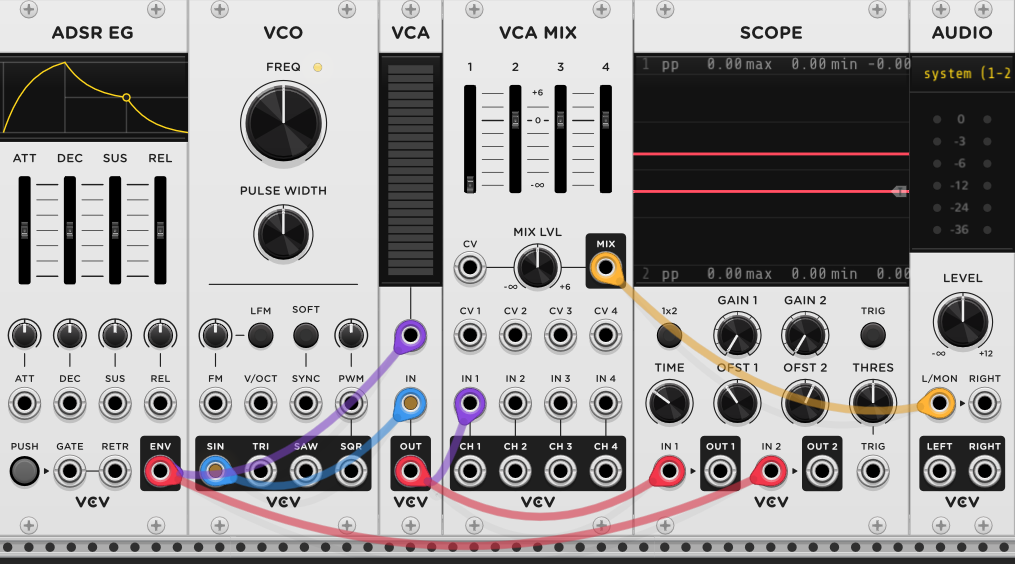 ADSR EG
ATT DEC SUS REL
ATT DEC SUS REL
PUSH GATE RETR ENV
VCV
VCO
FREQ
PULSE WIDTH
LFM SOFT
FM V/OCT SYNC PWM
SIN TRI SAW SQR
VCV
VCA
IN
OUT
VCV
VCA MIX
1 2 3 4
+6
0
-∞
MIX LVL
CV MIX
-∞ +6
CV 1 CV 2 CV 3 CV 4
IN 1 IN 2 IN 3 IN 4
CH 1 CH 2 CH 3 CH 4
VCV
SCOPE
1 pp 0.00 max 0.00 min -0.00
2 pp 0.00 max 0.00 min 0.00
GAIN 1 GAIN 2
1x2 TRIG
TIME OFST 1 OFST 2 THRES
IN 1 OUT 1 IN 2 OUT 2 TRIG
VCV VCV
AUDIO
system (1-2
0
-3
-6
-12
-24
-36
LEVEL
-∞ +12
L/MON RIGHT
LEFT RIGHT
VCV